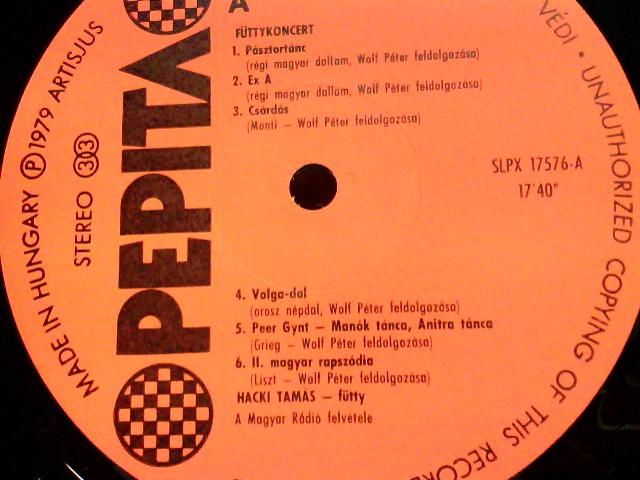 A
FÜTTYKONCERT
1. Pásztortánc
(régi magyar dallam, Wolf Péter feldolgozása)
2. Ex A
(régi magyar dallam, Wolf Péter feldolgozása)
3. Csárdás
(Monti – Wolf Péter feldolgozása)
SLPX 17576-A
17'40"
4. Volga-dal
(orosz népdal, Wolf Péter feldolgozása)
5. Peer Gynt – Manók tánca, Anitra tánca
(Grieg – Wolf Péter feldolgozása)
6. II. magyar rapszódia
(Liszt – Wolf Péter feldolgozása)
HACKI TAMÁS – fütty
A Magyar Rádió felvétele
PEPITA
STEREO 303
MADE IN HUNGARY Ⓟ 1979 ARTISJUS
VÉDI • UNAUTHORIZED COPYING OF THIS RECO